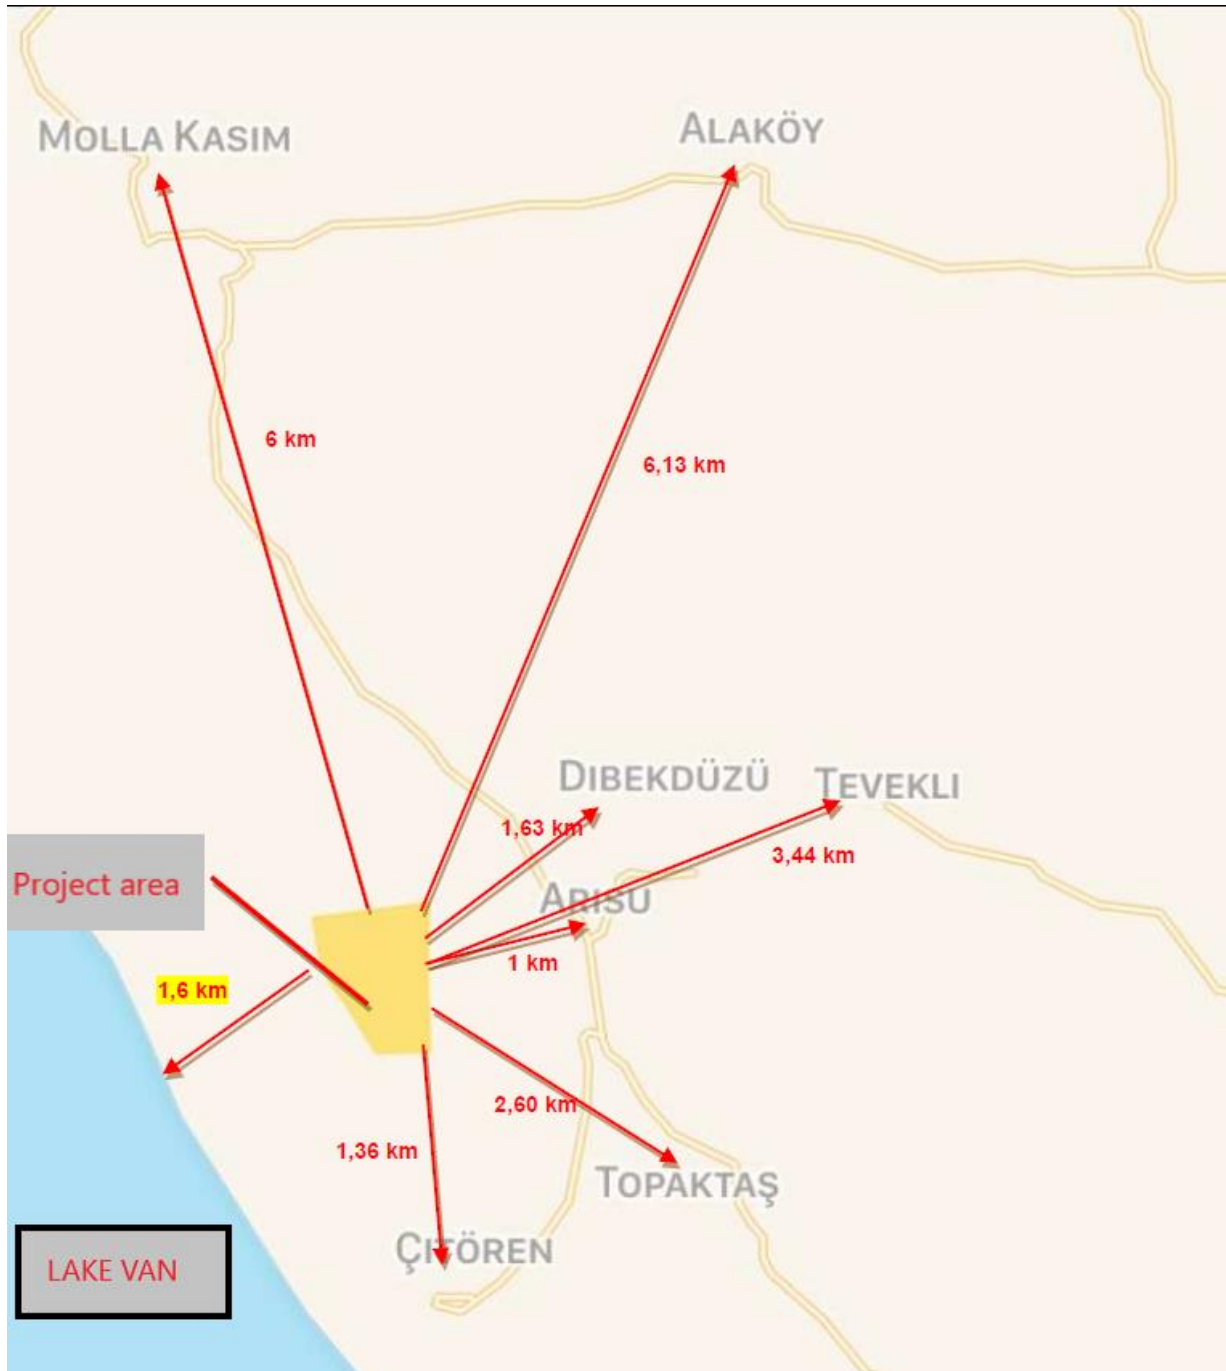 MOLLA KASIM
ALAKÖY
6 km
6,13 km
DIBEKDÜZÜ
TEVEKLI
1,63 km
3,44 km
Project area
ARISU
1 km
1,6 km
2,60 km
1,36 km
TOPAKTAŞ
ÇITÖREN
LAKE VAN